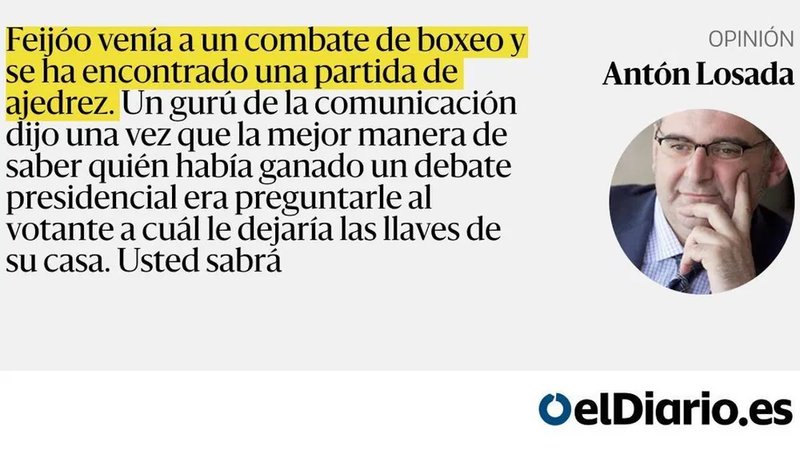 Feijóo venía a un combate de boxeo y
se ha encontrado una partida de
ajedrez. Un gurú de la comunicación
dijo una vez que la mejor manera de
saber quién había ganado un debate
presidencial era preguntarle al
votante a cuál le dejaría las llaves de
su casa. Usted sabrá
OPINIÓN
Antón Losada
elDiario.es